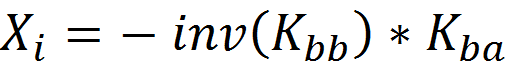 X_i = − inv(K_bb) * K_ba